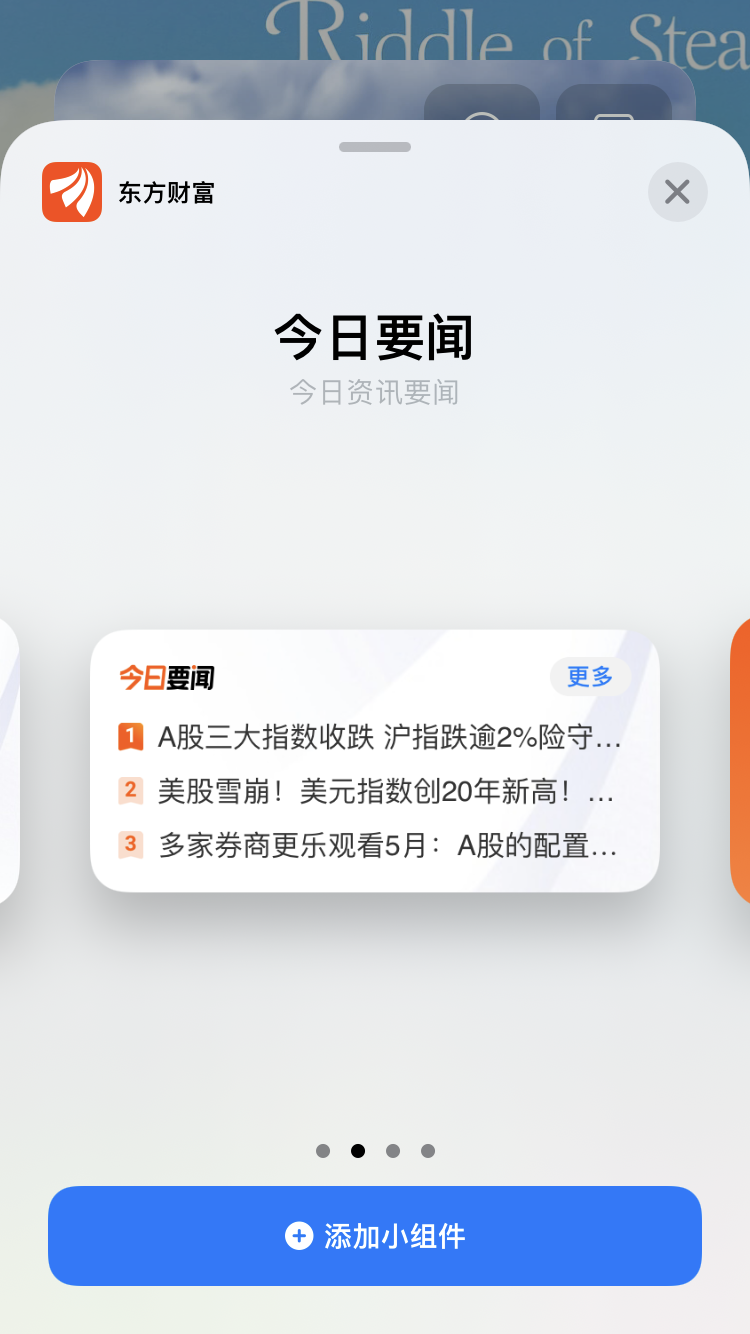 Riddle of Stea
东方财富
今日要闻
今日资讯要闻
今日要闻
更多
1 A股三大指数收跌 沪指跌逾2%险守…
2 美股雪崩！美元指数创20年新高！…
3 多家券商更乐观看5月：A股的配置…
添加小组件